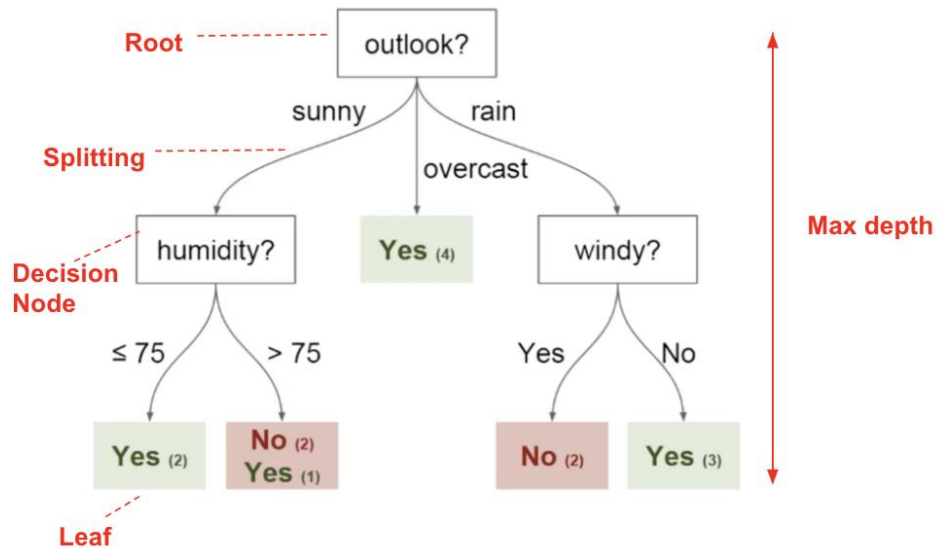 Root
outlook?
sunny
rain
Splitting
overcast
Max depth
Decision
Node
humidity?
Yes (4)
windy?
≤ 75
> 75
Yes
No
Yes (2)
No (2)
Yes (1)
No (2)
Yes (3)
Leaf